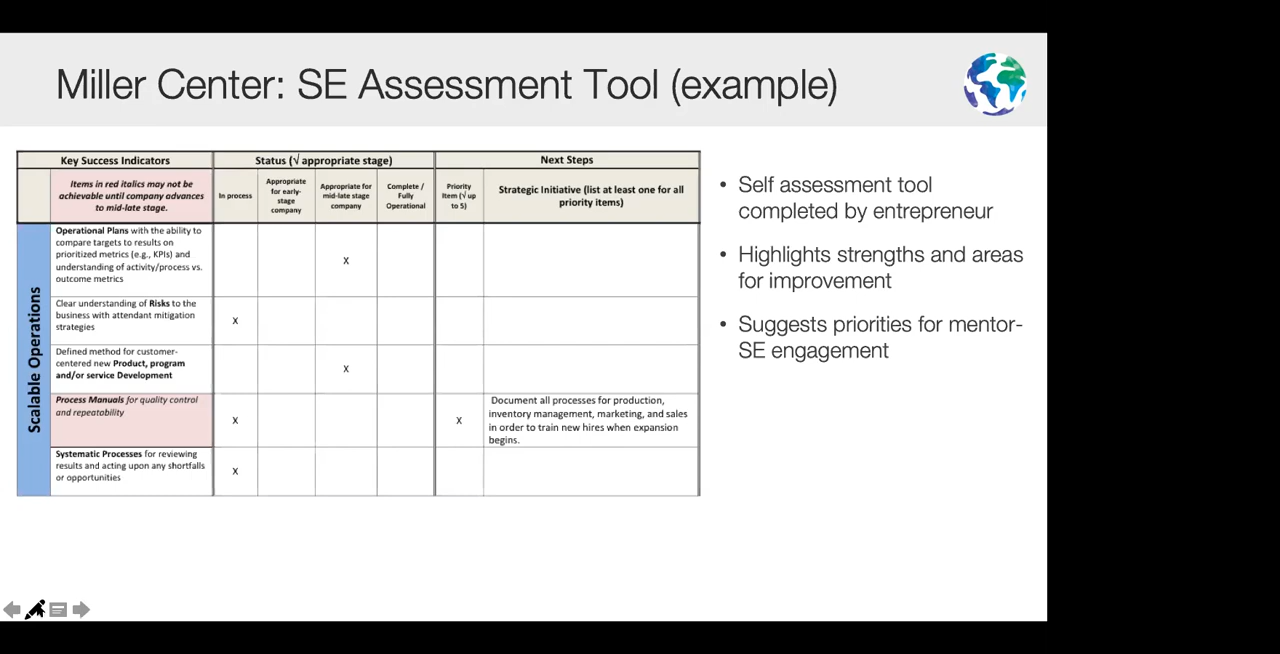 Miller Center: SE Assessment Tool (example)
Key Success Indicators
Status (√ appropriate stage)
Next Steps
Items in red italics may not be
achievable until company advances
to mid-late stage.
In process
Appropriate
for early-
stage
company
Appropriate for
mid-late stage
company
Complete /
Fully
Operational
Priority
Item (√ up
to 5)
Strategic Initiative (list at least one for all
priority items)
Scalable Operations
Operational Plans with the ability to
compare targets to results on
prioritized metrics (e.g., KPIs) and
understanding of activity/process vs.
outcome metrics
X
Clear understanding of Risks to the
business with attendant mitigation
strategies
X
Defined method for customer-
centered new Product, program
and/or service Development
X
Process Manuals for quality control
and repeatability
X
X
Document all processes for production,
inventory management, marketing, and sales
in order to train new hires when expansion
begins.
Systematic Processes for reviewing
results and acting upon any shortfalls
or opportunities
X
• Self assessment tool
completed by entrepreneur
• Highlights strengths and areas
for improvement
• Suggests priorities for mentor-
SE engagement